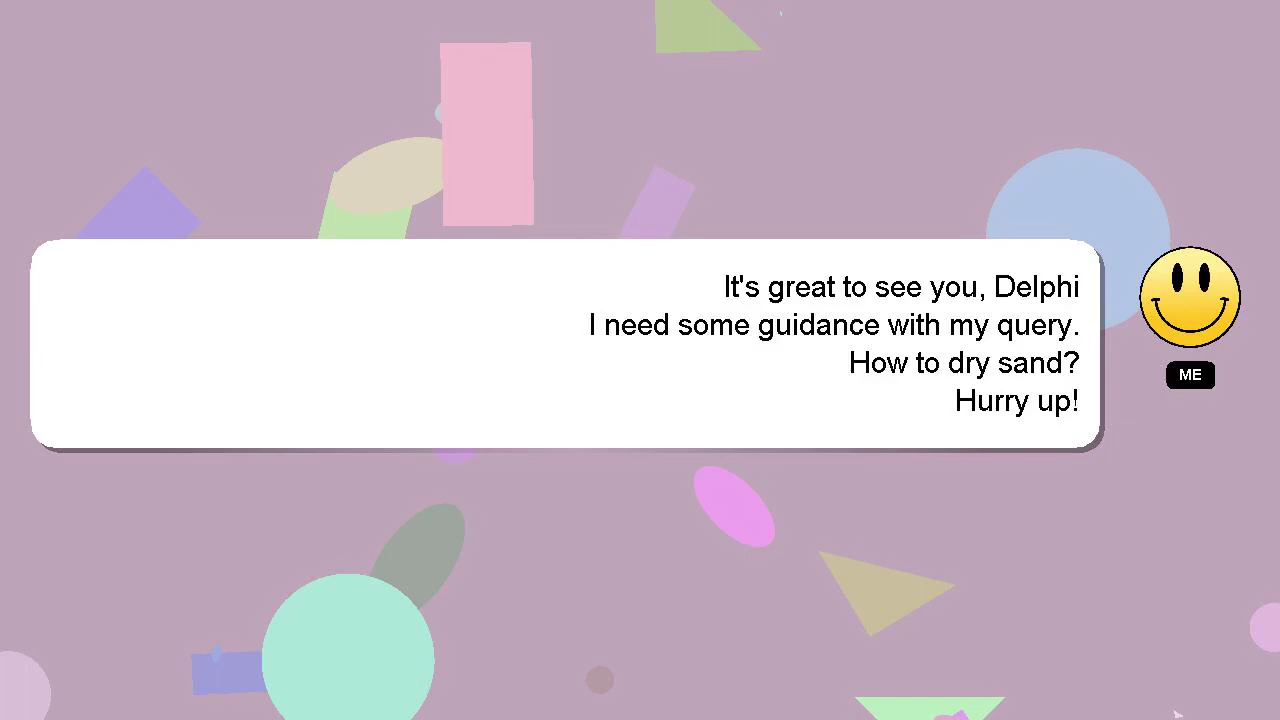 It's great to see you, Delphi
I need some guidance with my query.
How to dry sand?
Hurry up!
ME